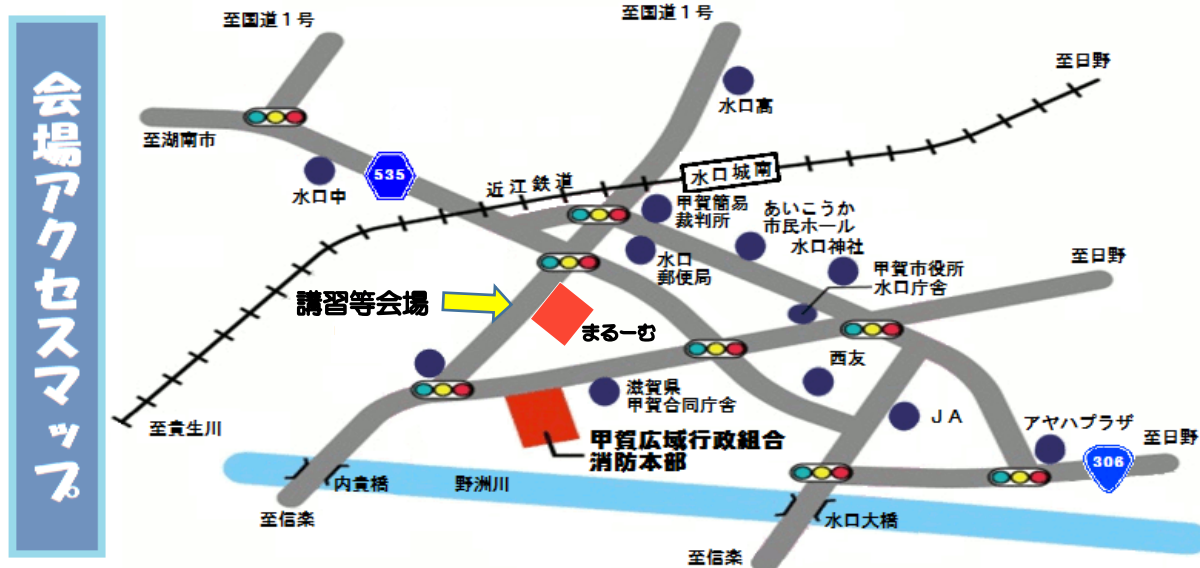 会場アクセスマップ
至国道1号
至国道1号
至日野
水口高
至湖南市
535
水口中
近江鉄道
水口城南
甲賀簡易
裁判所
あいこうか
市民ホール
水口神社
水口
郵便局
甲賀市役所
水口庁舎
至日野
講習等会場
まるーむ
西友
滋賀県
甲賀合同庁舎
JA
アヤハプラザ
至日野
至貴生川
甲賀広域行政組合
消防本部
306
内貴橋
野洲川
至信楽
水口大橋
至信楽